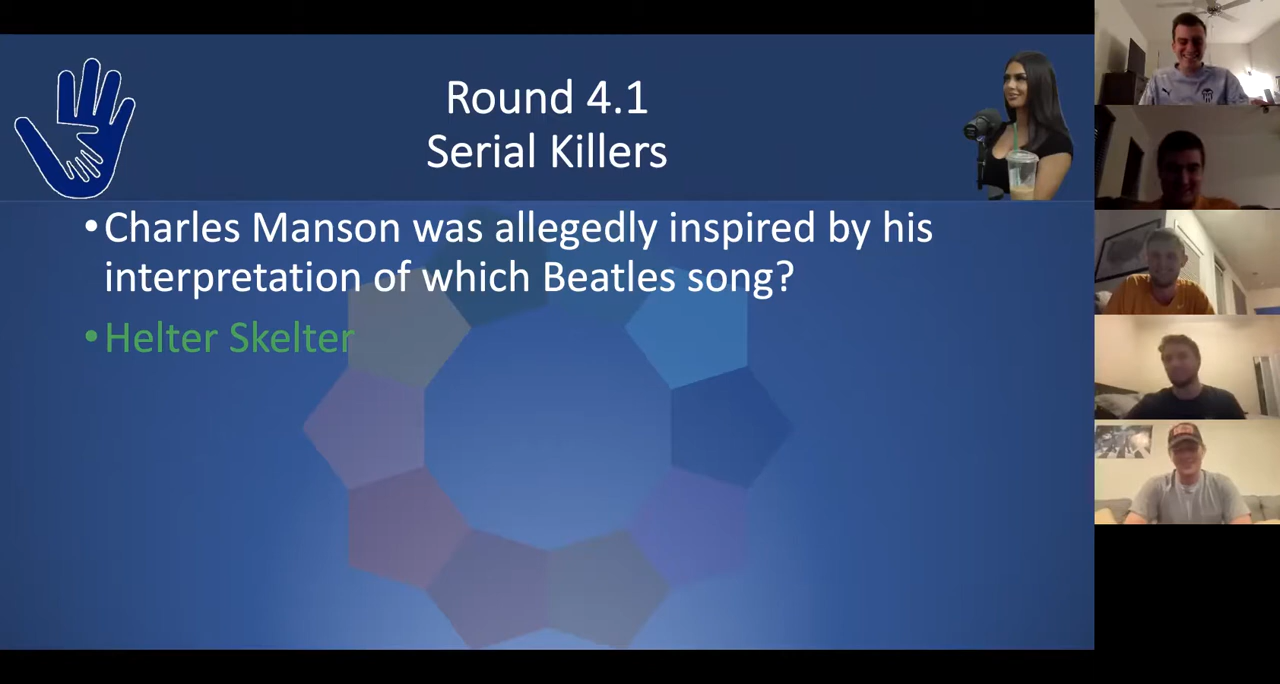 Round 4.1
Serial Killers
•Charles Manson was allegedly inspired by his
interpretation of which Beatles song?
•Helter Skelter